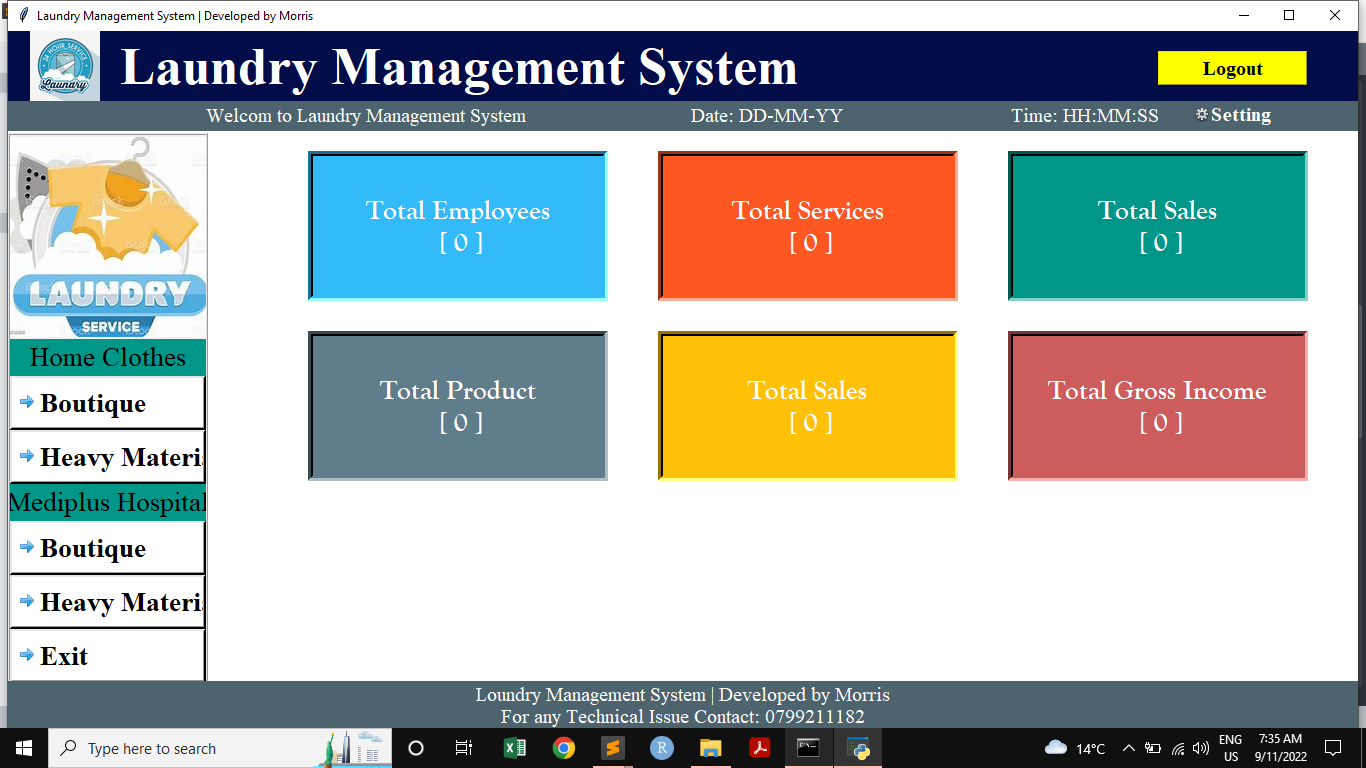 Laundry Management System | Developed by Morris
24 HOUR SERVICE
Laundry
Laundry Management System
Logout
Welcom to Laundry Management System
Date: DD-MM-YY
Time: HH:MM:SS
Setting
iStock
LAUNDRY
SERVICE
Total Employees
[ 0 ]
Total Services
[ 0 ]
Total Sales
[ 0 ]
Total Product
[ 0 ]
Total Sales
[ 0 ]
Total Gross Income
[ 0 ]
Home Clothes
Boutique
Heavy Materi
Mediplus Hospital
Boutique
Heavy Materi
Exit
Loundry Management System | Developed by Morris
For any Technical Issue Contact: 0799211182
Type here to search
14°C
ENG
US
7:35 AM
9/11/2022